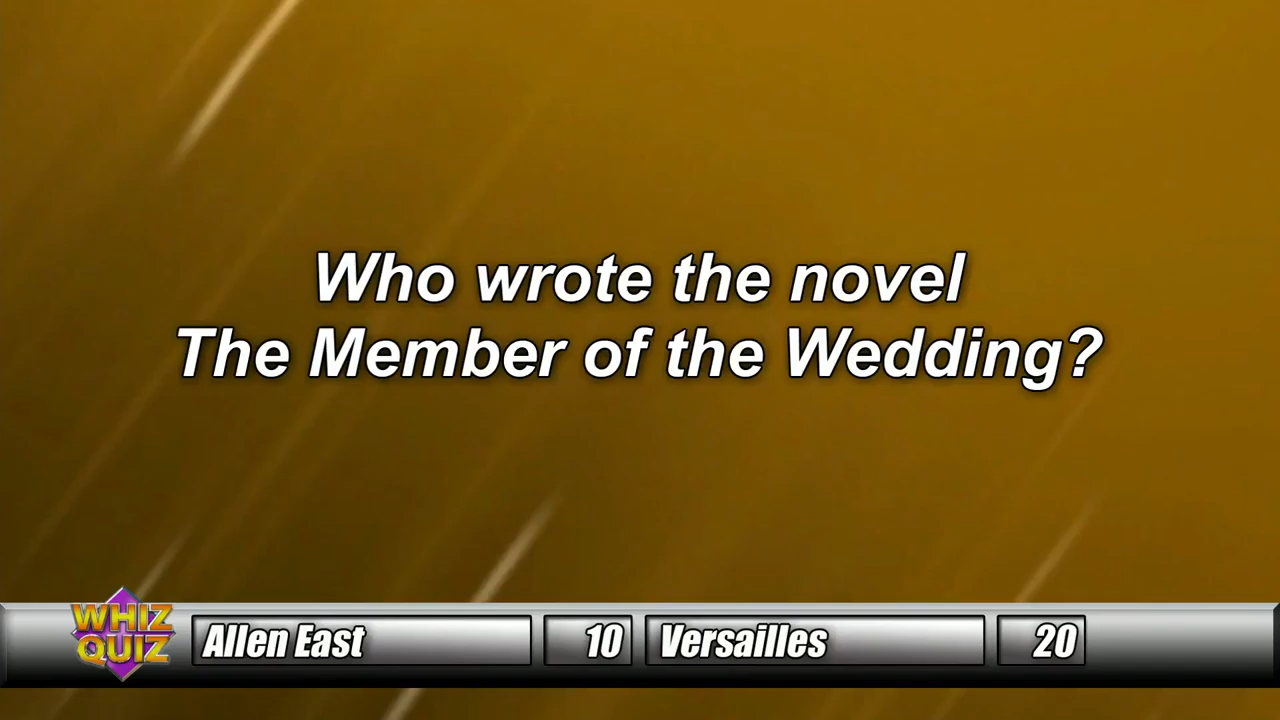 Who wrote the novel
The Member of the Wedding?
WHIZ
QUIZ
Allen East 10 Versailles 20